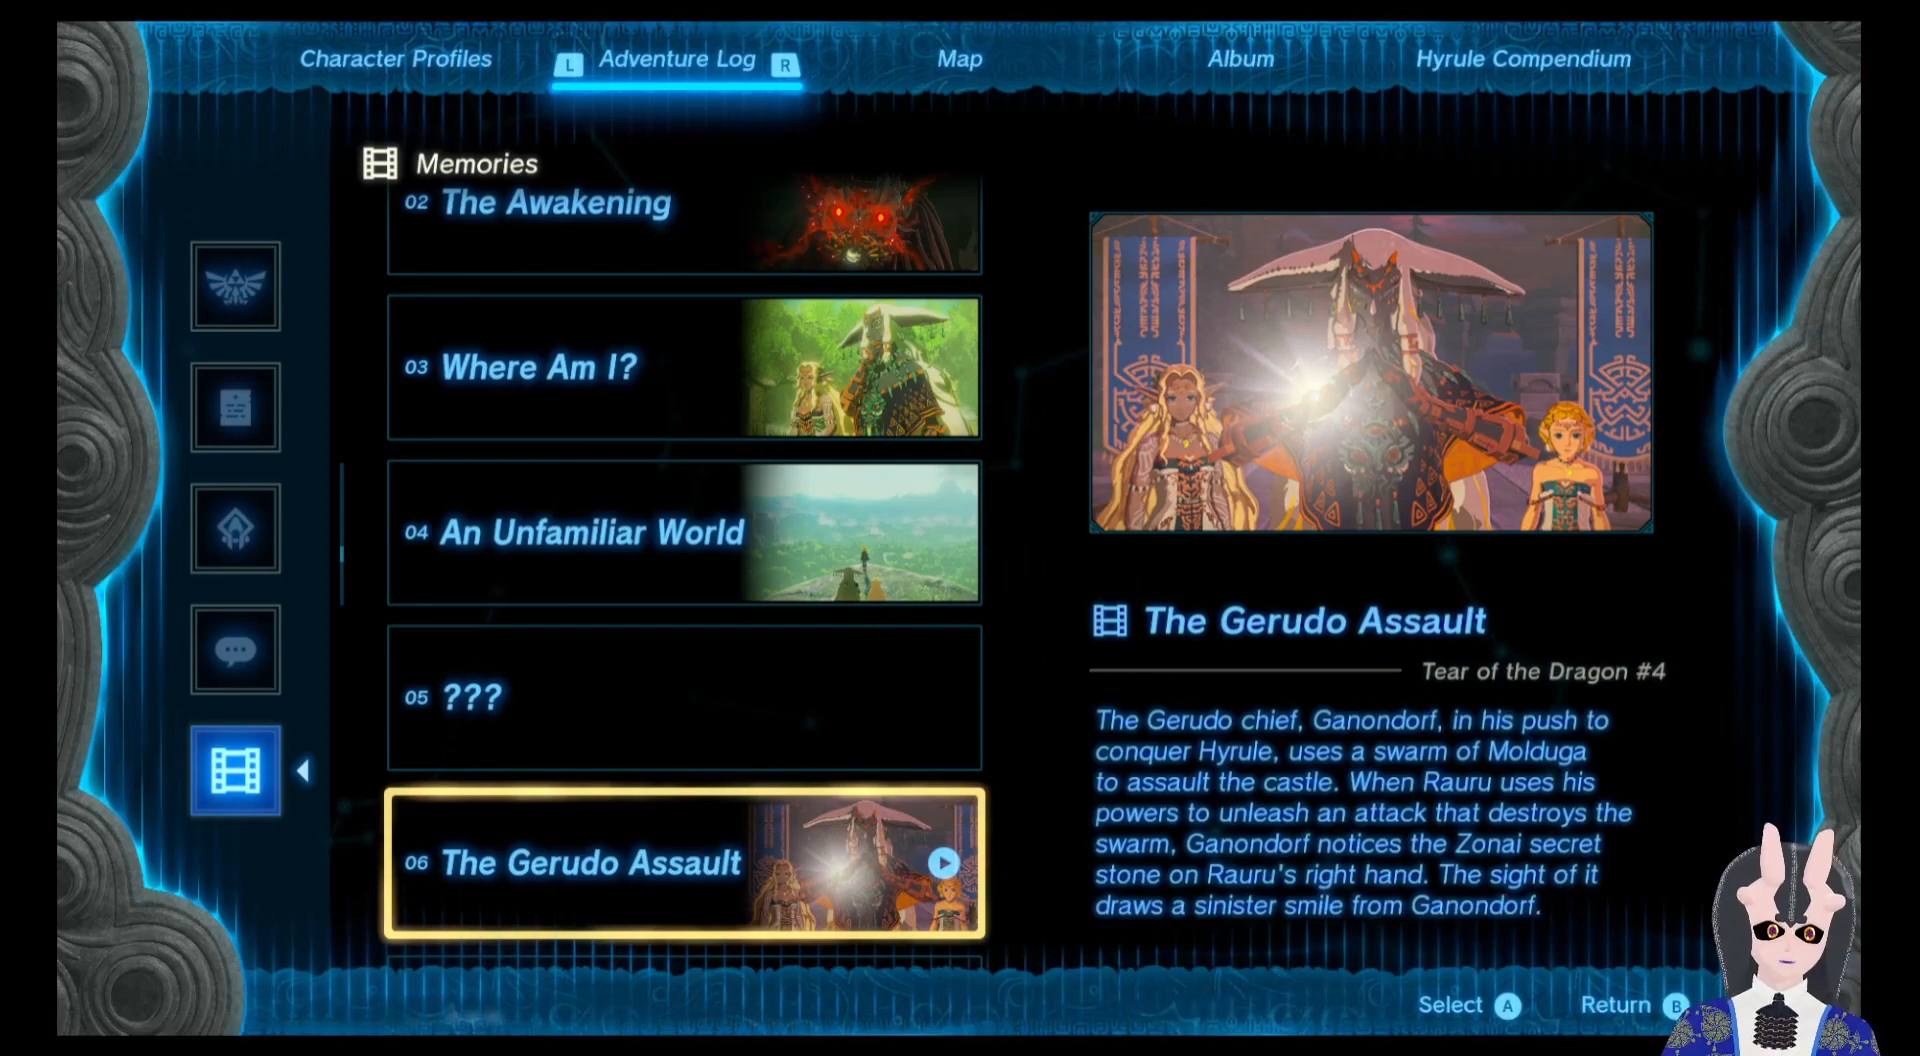 Character Profiles
L
Adventure Log
R
Map
Album
Hyrule Compendium
Memories
02 The Awakening
03 Where Am I?
04 An Unfamiliar World
05 ???
06 The Gerudo Assault
The Gerudo Assault
Tear of the Dragon #4
The Gerudo chief, Ganondorf, in his push to
conquer Hyrule, uses a swarm of Molduga
to assault the castle. When Rauru uses his
powers to unleash an attack that destroys the
swarm, Ganondorf notices the Zonai secret
stone on Rauru's right hand. The sight of it
draws a sinister smile from Ganondorf.
Select A
Return B